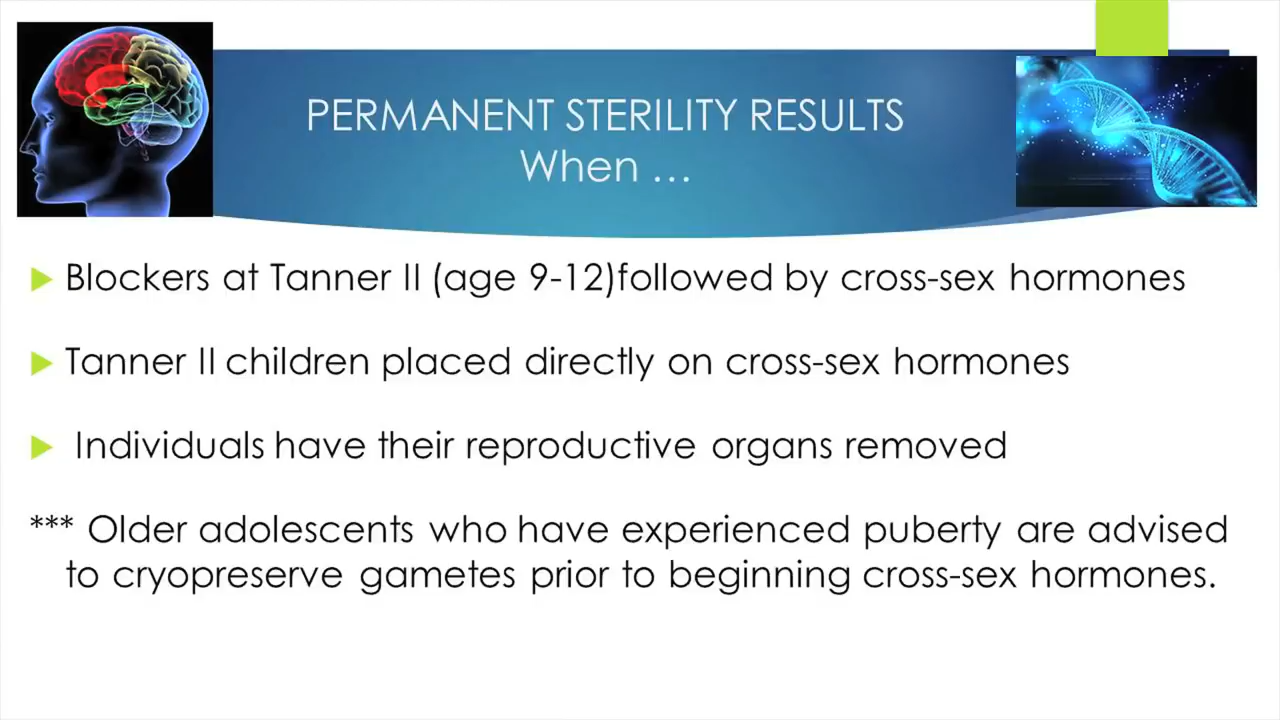 PERMANENT STERILITY RESULTS
When …
Blockers at Tanner II (age 9-12)followed by cross-sex hormones
Tanner II children placed directly on cross-sex hormones
Individuals have their reproductive organs removed
*** Older adolescents who have experienced puberty are advised
to cryopreserve gametes prior to beginning cross-sex hormones.